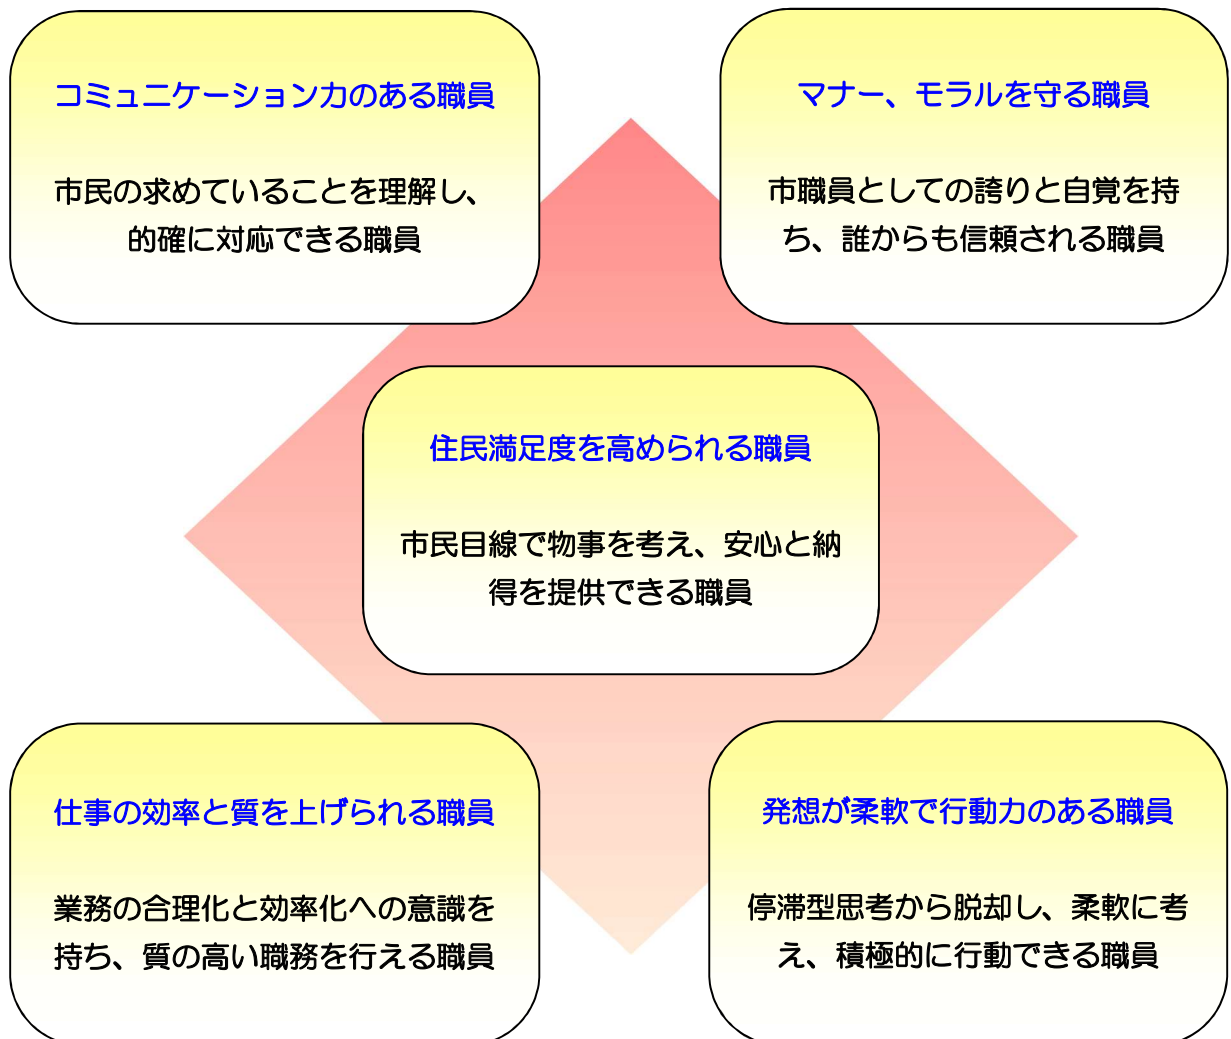 コミュニケーション力のある職員
市民の求めていることを理解し、
的確に対応できる職員
マナー、モラルを守る職員
市職員としての誇りと自覚を持
ち、誰からも信頼される職員
住民満足度を高められる職員
市民目線で物事を考え、安心と納
得を提供できる職員
仕事の効率と質を上げられる職員
業務の合理化と効率化への意識を
持ち、質の高い職務を行える職員
発想が柔軟で行動力のある職員
停滞型思考から脱却し、柔軟に考
え、積極的に行動できる職員